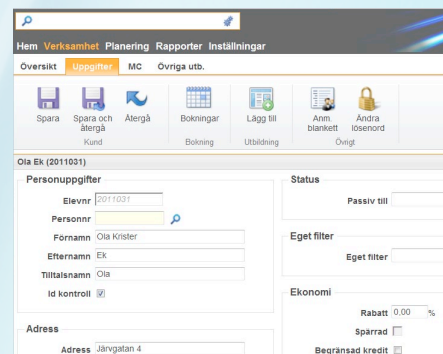 Hem Verksamhet Planering Rapporter Inställningar
Översikt Uppgifter MC Övriga utb.
Spara Spara och återgå Återgå Bokningar Lägg till Anm. blankett Ändra lösenord
Kund Bokning Utbildning Övrigt
Ola Ek (2011031)
Personuppgifter
Elevnr 2011031
Personnr
Förnamn Ola Krister
Efternamn Ek
Tilltalsnamn Ola
Id kontroll
Adress
Adress Järvgatan 4
Status
Passiv till
Eget filter
Eget filter
Ekonomi
Rabatt 0,00 %
Spärrad
Begränsad kredit